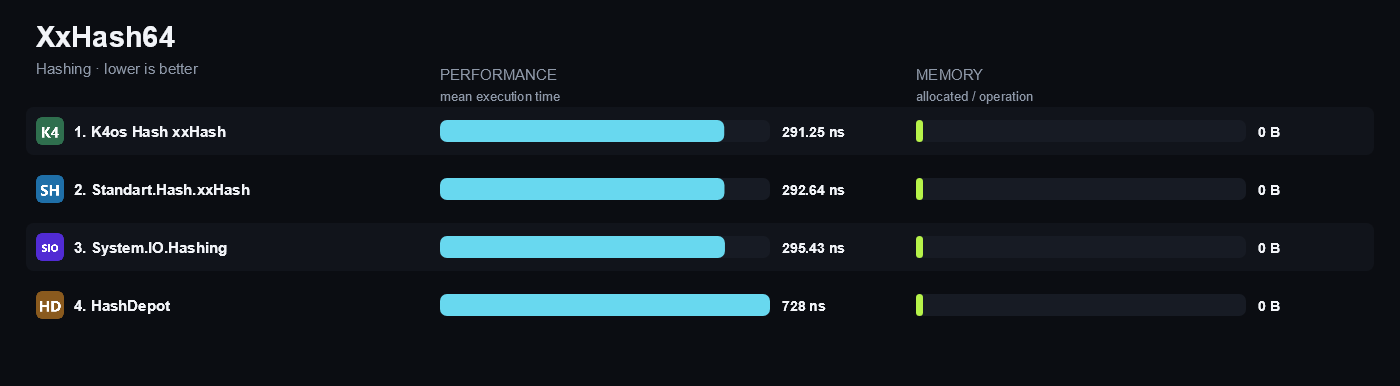 XxHash64
Hashing · lower is better
PERFORMANCE
mean execution time
MEMORY
allocated / operation
K4 1. K4os Hash xxHash 291.25 ns 0 B
SH 2. Standart.Hash.xxHash 292.64 ns 0 B
SIO 3. System.IO.Hashing 295.43 ns 0 B
HD 4. HashDepot 728 ns 0 B